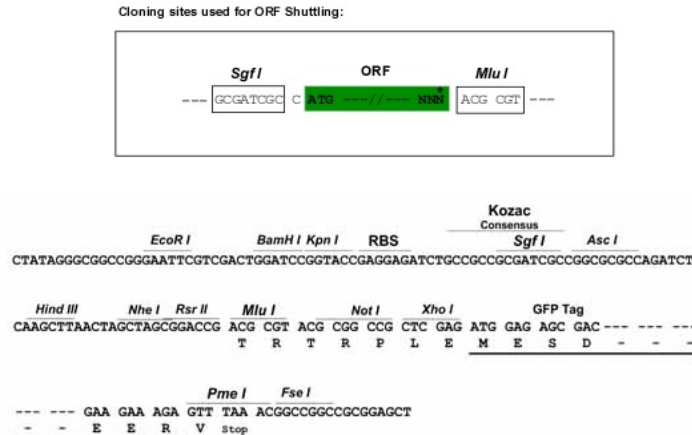 Cloning sites used for ORF Shuttling:
Sgf I ORF Mlu I
--- GCGATCGC C ATG ---//--- NNN* ACG CGT ---
Kozac
Consensus
EcoR I BamH I Kpn I RBS Sgf I Asc I
CTATAGGGCGGCCGGGAATTCGTCGACTGGATCCGGTACCGAGGAGATCTGCCGCCGCGATCGCCGGCGCGCCAGATCT
Hind III Nhe I Rsr II Mlu I Not I Xho I GFP Tag
CAAGCTTAACTAGCTAGCGGACCG ACG CGT ACG CGG CCG CTC GAG ATG GAG AGC GAC --- --- ---
T R T R P L E M E S D - - -
Pme I Fse I
--- --- GAA GAA AGA GTT TAA ACGGCCGGCCGCGGAGCT
- - E E R V Stop